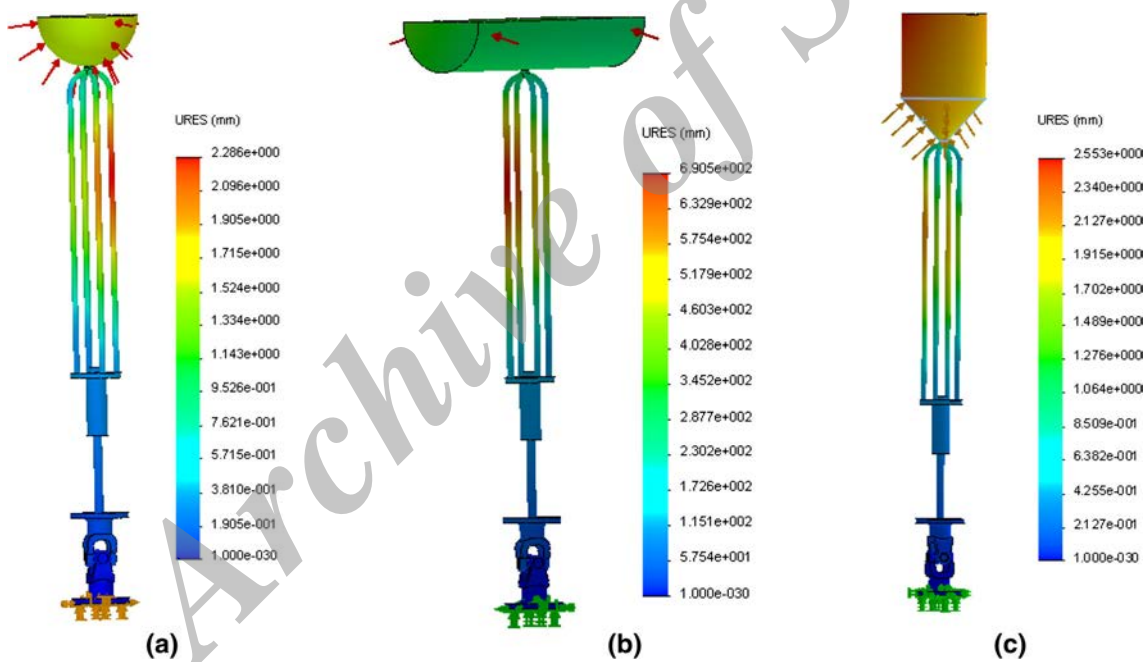 URES (mm)
2.286e+000
2.096e+000
1.905e+000
1.715e+000
1.524e+000
1.334e+000
1.143e+000
9.526e-001
7.621e-001
5.715e-001
3.810e-001
1.905e-001
1.000e-030
URES (mm)
6.905e+002
6.329e+002
5.754e+002
5.179e+002
4.603e+002
4.028e+002
3.452e+002
2.877e+002
2.302e+002
1.726e+002
1.151e+002
5.754e+001
1.000e-030
URES (mm)
2.553e+000
2.340e+000
2.127e+000
1.915e+000
1.702e+000
1.489e+000
1.276e+000
1.064e+000
8.509e-001
6.382e-001
4.255e-001
2.127e-001
1.000e-030
(a)
(b)
(c)
Archive of S